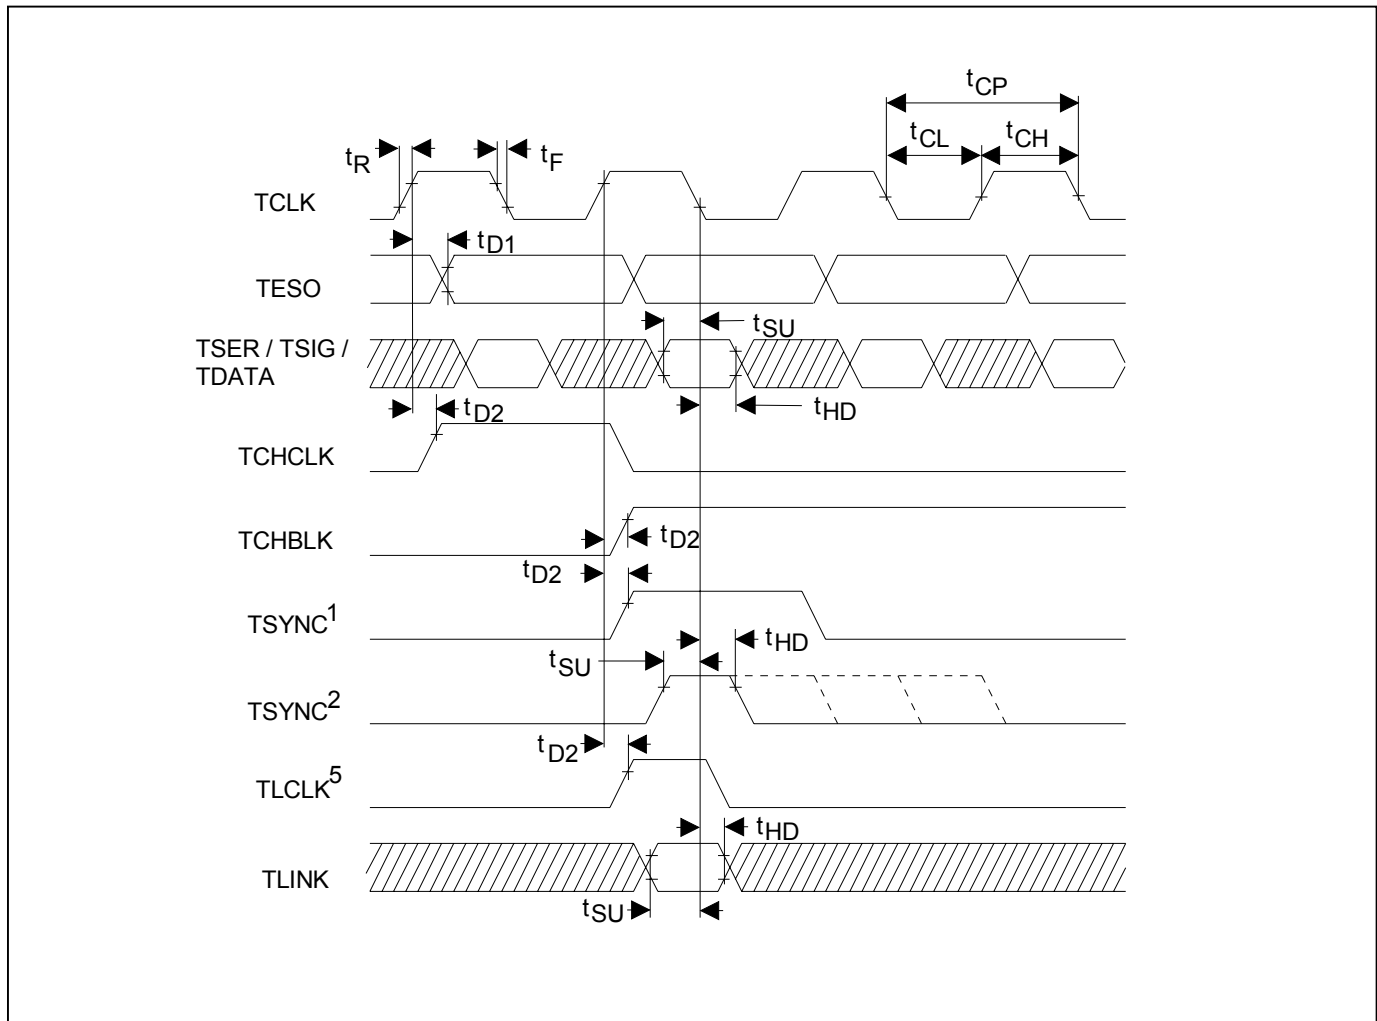 tCP
tCL tCH
tR tF
TCLK
tD1
TESO
tSU
TSER / TSIG /
TDATA
tD2 tHD
TCHCLK
TCHBLK tD2
tD2
TSYNC1
tHD
tSU
TSYNC2
tD2
TLCLK5
tHD
TLINK
tSU